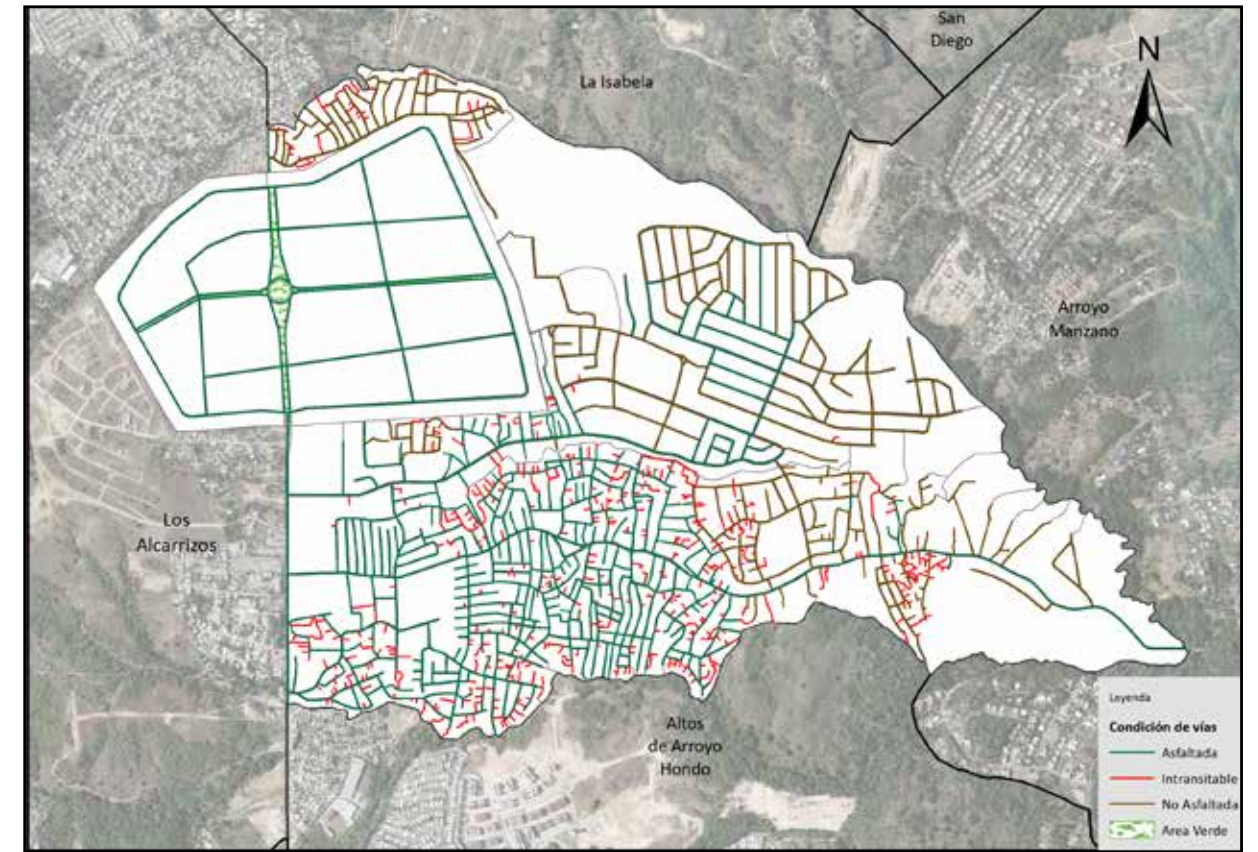 San
Diego
La Isabela
N
Arroyo
Manzano
Los
Alcarrizos
Altos
de Arroyo
Hondo
Leyenda
Condición de vías
Asfaltada
Intransitable
No Asfaltada
Area Verde